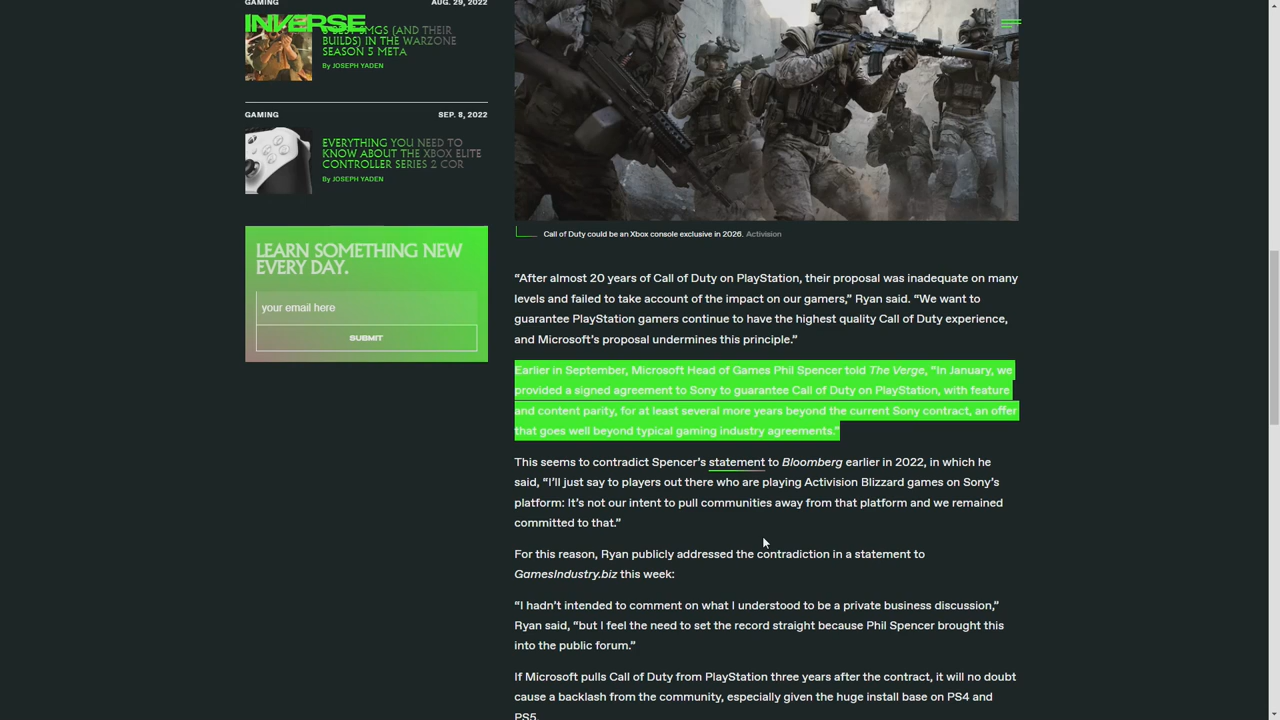 GAMING
AUG. 29, 2022
INVERSE
5 BEST SMGS (AND THEIR
BUILDS) IN THE WARZONE
SEASON 5 META
By JOSEPH YADEN
GAMING
SEP. 8, 2022
EVERYTHING YOU NEED TO
KNOW ABOUT THE XBOX ELITE
CONTROLLER SERIES 2 COR
By JOSEPH YADEN
LEARN SOMETHING NEW
EVERY DAY.
your email here
SUBMIT
Call of Duty could be an Xbox console exclusive in 2026. Activision
“After almost 20 years of Call of Duty on PlayStation, their proposal was inadequate on many
levels and failed to take account of the impact on our gamers,” Ryan said. “We want to
guarantee PlayStation gamers continue to have the highest quality Call of Duty experience,
and Microsoft’s proposal undermines this principle.”
Earlier in September, Microsoft Head of Games Phil Spencer told The Verge, “In January, we
provided a signed agreement to Sony to guarantee Call of Duty on PlayStation, with feature
and content parity, for at least several more years beyond the current Sony contract, an offer
that goes well beyond typical gaming industry agreements.”
This seems to contradict Spencer’s statement to Bloomberg earlier in 2022, in which he
said, “I’ll just say to players out there who are playing Activision Blizzard games on Sony’s
platform: It’s not our intent to pull communities away from that platform and we remained
committed to that.”
For this reason, Ryan publicly addressed the contradiction in a statement to
GamesIndustry.biz this week:
“I hadn’t intended to comment on what I understood to be a private business discussion,”
Ryan said, “but I feel the need to set the record straight because Phil Spencer brought this
into the public forum.”
If Microsoft pulls Call of Duty from PlayStation three years after the contract, it will no doubt
cause a backlash from the community, especially given the huge install base on PS4 and
PS5.